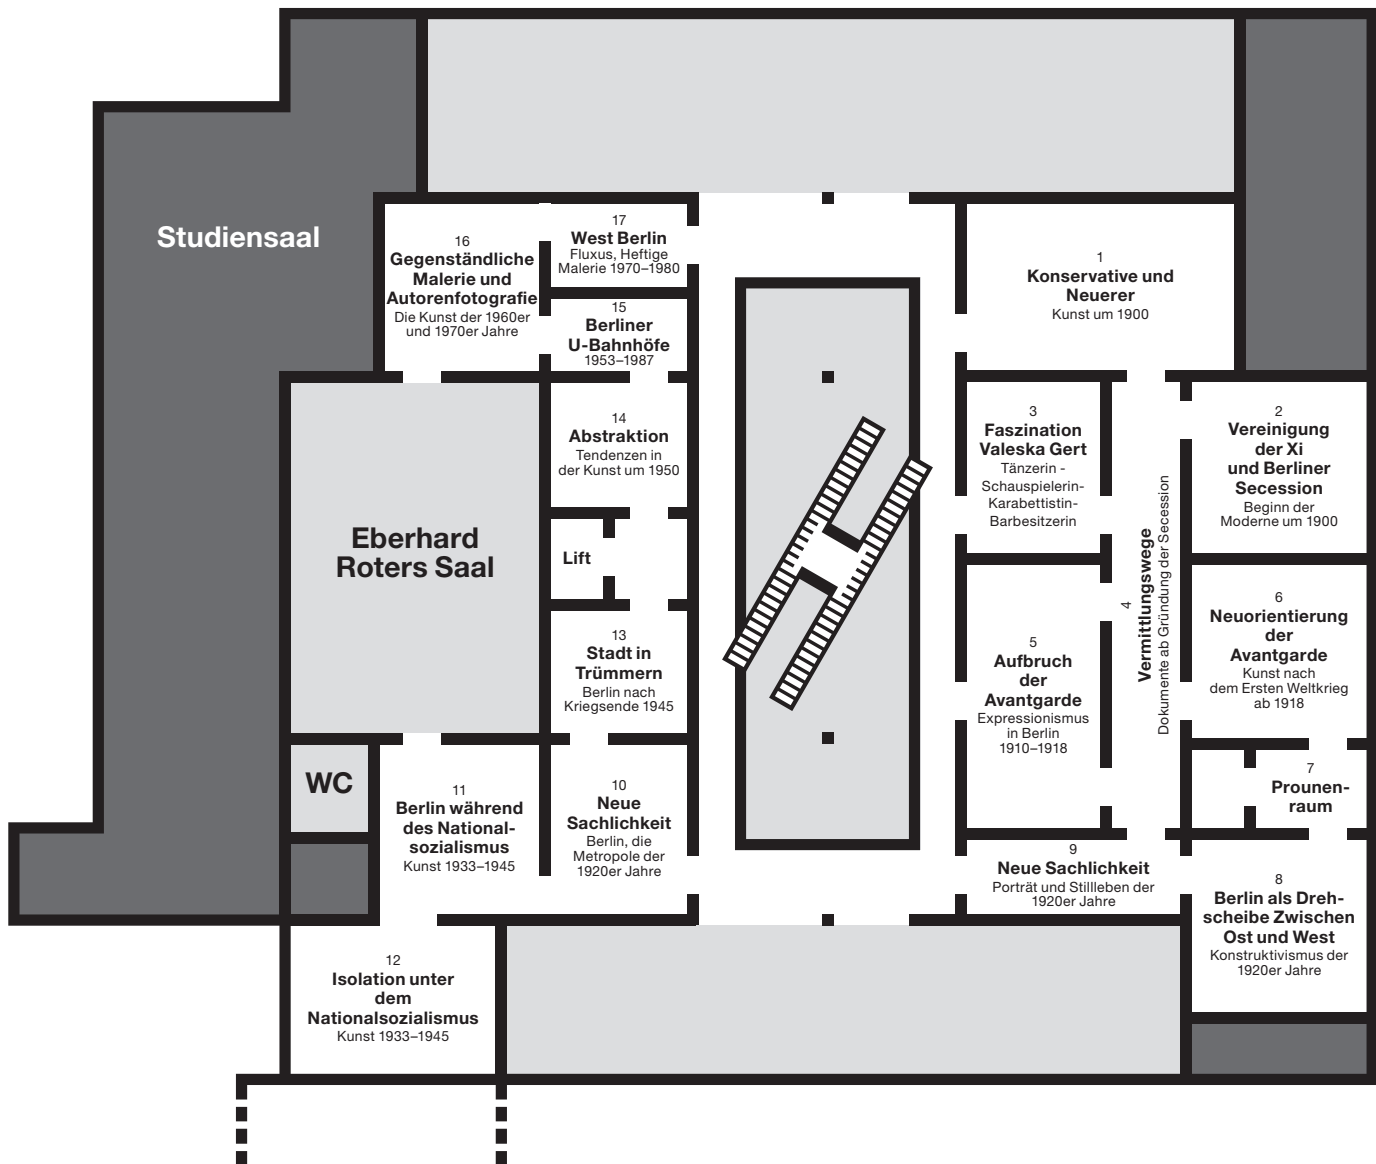 Studiensaal
16
Gegenständliche
Malerie und
Autorenfotografie
Die Kunst der 1960er
und 1970er Jahre
17
West Berlin
Fluxus, Heftige
Malerie 1970–1980
15
Berliner
U-Bahnhöfe
1953–1987
14
Abstraktion
Tendenzen in
der Kunst um 1950
Lift
13
Stadt in
Trümmern
Berlin nach
Kriegsende 1945
Eberhard
Roters Saal
WC
11
Berlin während
des National-
sozialismus
Kunst 1933–1945
10
Neue
Sachlichkeit
Berlin, die
Metropole der
1920er Jahre
12
Isolation unter
dem
Nationalsozialismus
Kunst 1933–1945
1
Konservative und
Neuerer
Kunst um 1900
3
Faszination
Valeska Gert
Tänzerin -
Schauspielerin-
Karabettistin-
Barbesitzerin
2
Vereinigung
der Xi
und Berliner
Secession
Beginn der
Moderne um 1900
4
Vermittlungswege
Dokumente ab Gründung der Secession
5
Aufbruch
der
Avantgarde
Expressionismus
in Berlin
1910–1918
6
Neuorientierung
der
Avantgarde
Kunst nach
dem Ersten Weltkrieg
ab 1918
7
Prounen-
raum
9
Neue Sachlichkeit
Porträt und Stillleben der
1920er Jahre
8
Berlin als Dreh-
scheibe Zwischen
Ost und West
Konstruktivismus der
1920er Jahre